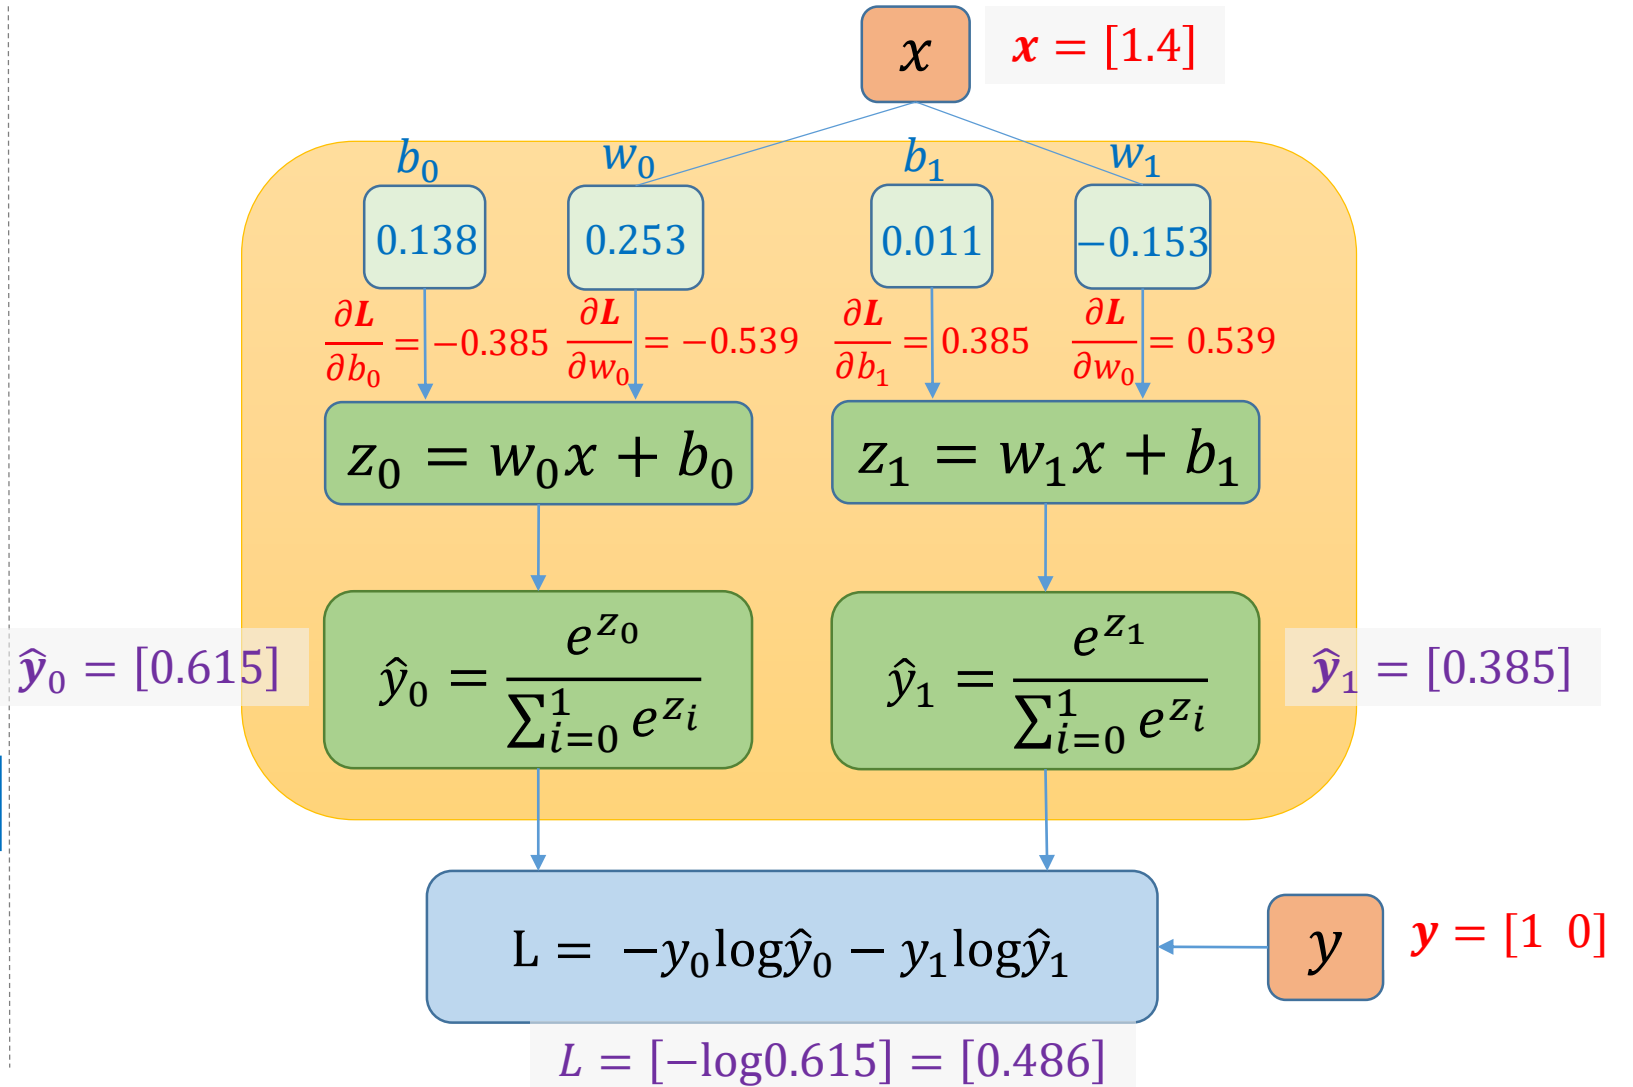 x
𝒙 = [1.4]
b₀ w₀ b₁ w₁
0.138 0.253 0.011 −0.153
∂𝑳/∂b₀ = −0.385 ∂𝑳/∂w₀ = −0.539 ∂𝑳/∂b₁ = 0.385 ∂𝑳/∂w₀ = 0.539
z₀ = w₀x + b₀ z₁ = w₁x + b₁
𝒚̂₀ = [0.615]
ŷ₀ = e^{z₀} / ∑_{i=0}^{1} e^{z_i}
ŷ₁ = e^{z₁} / ∑_{i=0}^{1} e^{z_i}
𝒚̂₁ = [0.385]
L = −y₀logŷ₀ − y₁logŷ₁
y
𝒚 = [1 0]
L = [−log0.615] = [0.486]